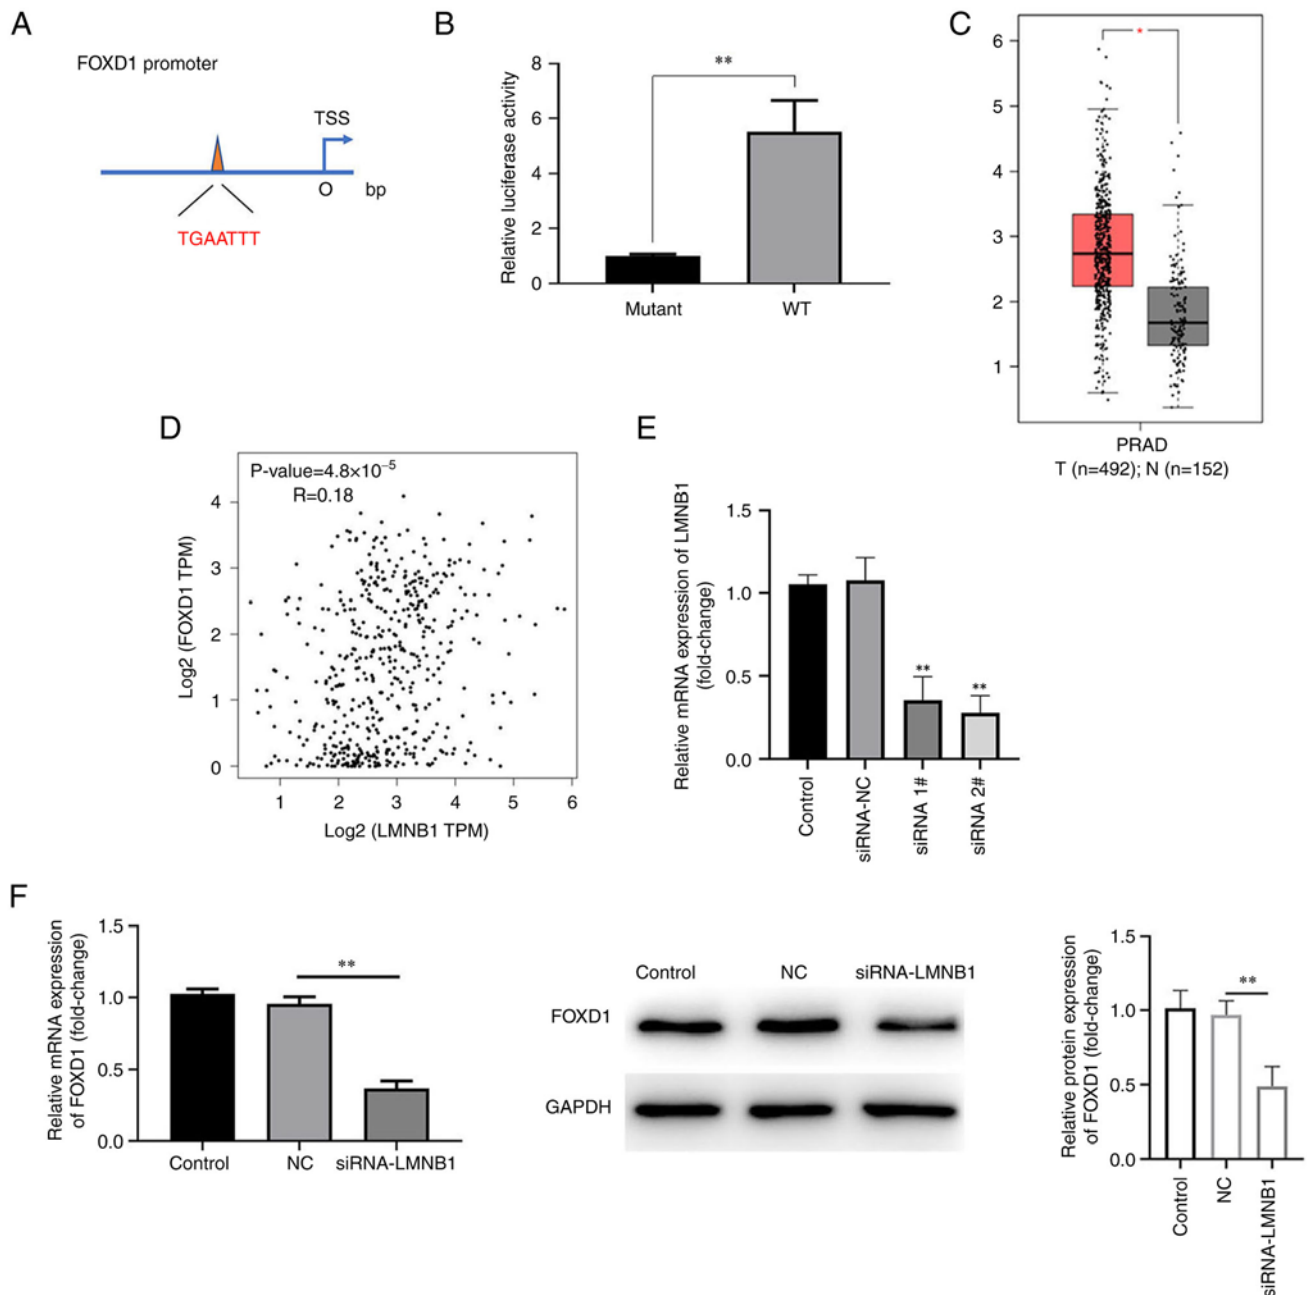 A
FOXD1 promoter
TSS
O
bp
TGAATTT
B
Relative luciferase activity
8
6
4
2
0
**
Mutant
WT
C
6
5
4
3
2
1
*
PRAD
T (n=492); N (n=152)
D
P-value=4.8×10⁻⁵
R=0.18
Log2 (FOXD1 TPM)
4
3
2
1
0
1 2 3 4 5 6
Log2 (LMNB1 TPM)
E
Relative mRNA expression of LMNB1
(fold-change)
1.5
1.0
0.5
0.0
**
**
Control
siRNA-NC
siRNA 1#
siRNA 2#
F
Relative mRNA expression
of FOXD1 (fold-change)
1.5
1.0
0.5
0.0
**
Control
NC
siRNA-LMNB1
Control
NC
siRNA-LMNB1
FOXD1
GAPDH
Relative protein expression
of FOXD1 (fold-change)
1.5
1.0
0.5
0.0
**
Control
NC
siRNA-LMNB1